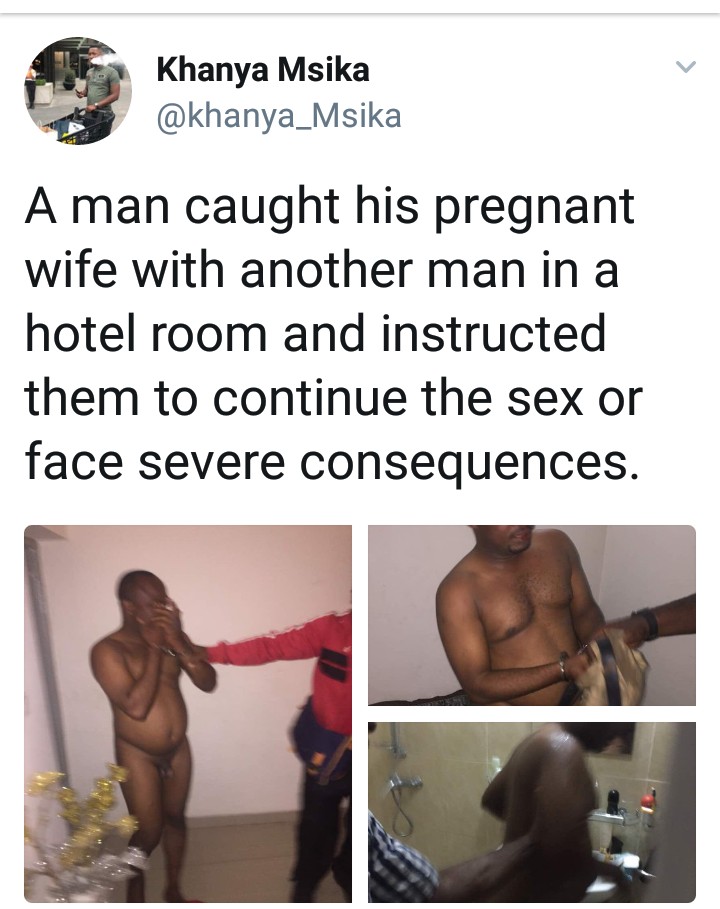 Khanya Msika
@khanya_Msika
A man caught his pregnant
wife with another man in a
hotel room and instructed
them to continue the sex or
face severe consequences.